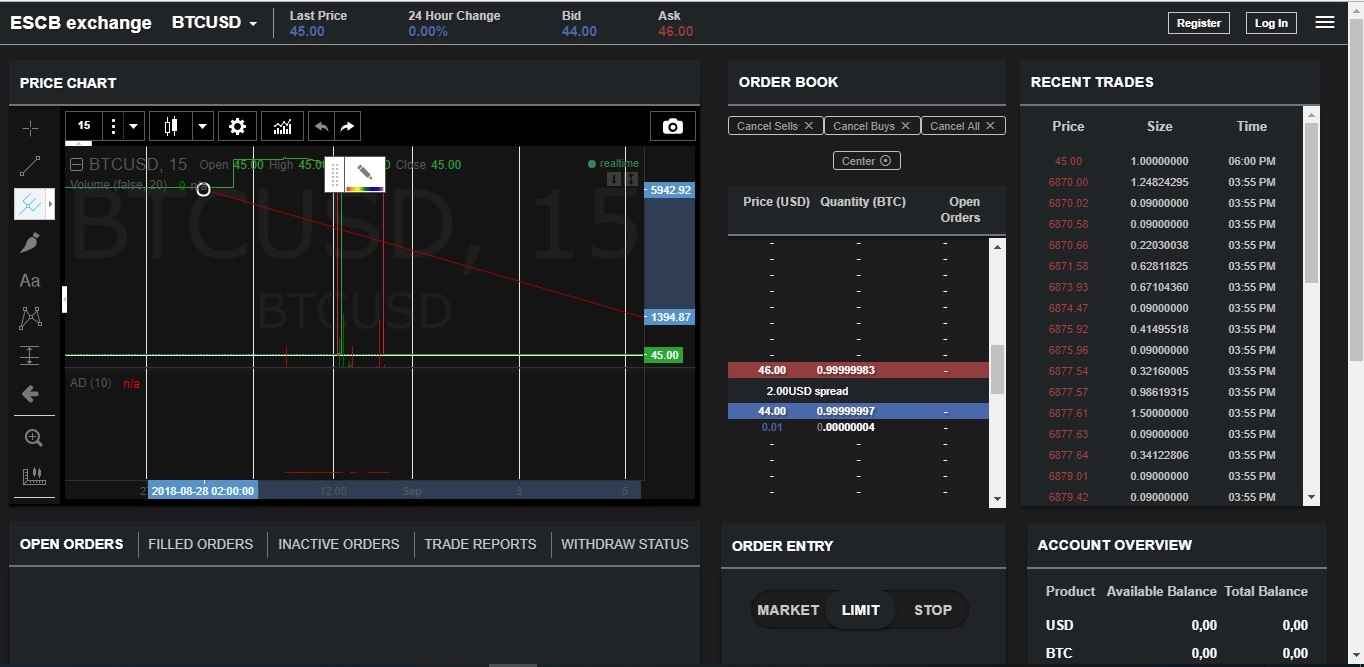 ESCB exchange BTCUSD Last Price 24 Hour Change Bid Ask Register Log In
45.00 0.00% 44.00 46.00
PRICE CHART
15
BTCUSD, 15 Open 45.00 High 45.00 Close 45.00 realtime
Volume (false, 20) 0 n/a
BTCUSD, 15
BTCUSD
5942.92
1394.87
45.00
AD (10) n/a
Aa
2018-08-28 02:00:00 12:00 Sep 3 5
ORDER BOOK
Cancel Sells ✕ Cancel Buys ✕ Cancel All ✕
Center
Price (USD) Quantity (BTC) Open Orders
- - -
- - -
- - -
- - -
- - -
- - -
- - -
- - -
46.00 0.99999983 -
2.00USD spread
44.00 0.99999997 -
0.01 0.00000004 -
- - -
- - -
- - -
- - -
RECENT TRADES
Price Size Time
45.00 1.00000000 06:00 PM
6870.00 1.24824295 03:55 PM
6870.02 0.09000000 03:55 PM
6870.58 0.09000000 03:55 PM
6870.66 0.22030038 03:55 PM
6871.58 0.62811825 03:55 PM
6873.93 0.67104360 03:55 PM
6874.47 0.09000000 03:55 PM
6875.92 0.41495518 03:55 PM
6875.96 0.09000000 03:55 PM
6877.54 0.32160005 03:55 PM
6877.57 0.98619315 03:55 PM
6877.61 1.50000000 03:55 PM
6877.63 0.09000000 03:55 PM
6877.64 0.34122806 03:55 PM
6879.01 0.09000000 03:55 PM
6879.42 0.09000000 03:55 PM
OPEN ORDERS FILLED ORDERS INACTIVE ORDERS TRADE REPORTS WITHDRAW STATUS
ORDER ENTRY
MARKET LIMIT STOP
ACCOUNT OVERVIEW
Product Available Balance Total Balance
USD 0,00 0,00
BTC 0,00 0,00